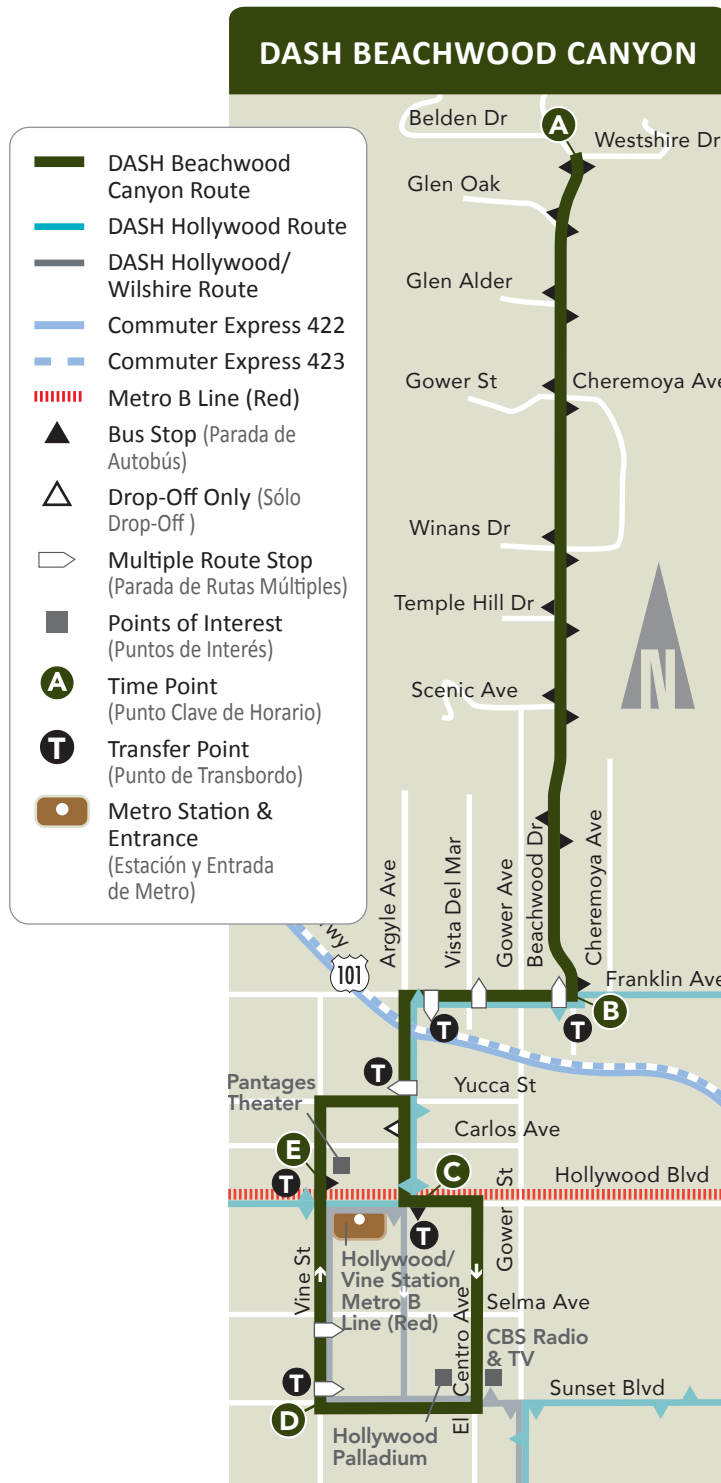 DASH BEACHWOOD CANYON
DASH Beachwood
Canyon Route
DASH Hollywood Route
DASH Hollywood/
Wilshire Route
Commuter Express 422
Commuter Express 423
Metro B Line (Red)
Bus Stop (Parada de
Autobús)
Drop-Off Only (Sólo
Drop-Off )
Multiple Route Stop
(Parada de Rutas Múltiples)
Points of Interest
(Puntos de Interés)
A
Time Point
(Punto Clave de Horario)
T
Transfer Point
(Punto de Transbordo)
Metro Station &
Entrance
(Estación y Entrada
de Metro)
Belden Dr
A
Westshire Dr
Glen Oak
Glen Alder
Gower St
Cheremoya Ave
Winans Dr
Temple Hill Dr
N
Scenic Ave
Argyle Ave
Vista Del Mar
Gower Ave
Beachwood Dr
Cheremoya Ave
101
Franklin Ave
B
T
T
T
Yucca St
Pantages
Theater
Carlos Ave
E
T
C
Hollywood Blvd
T
Gower St
Hollywood/
Vine Station
Metro B
Line (Red)
Vine St
El Centro Ave
Selma Ave
CBS Radio
& TV
T
D
Sunset Blvd
Hollywood
Palladium